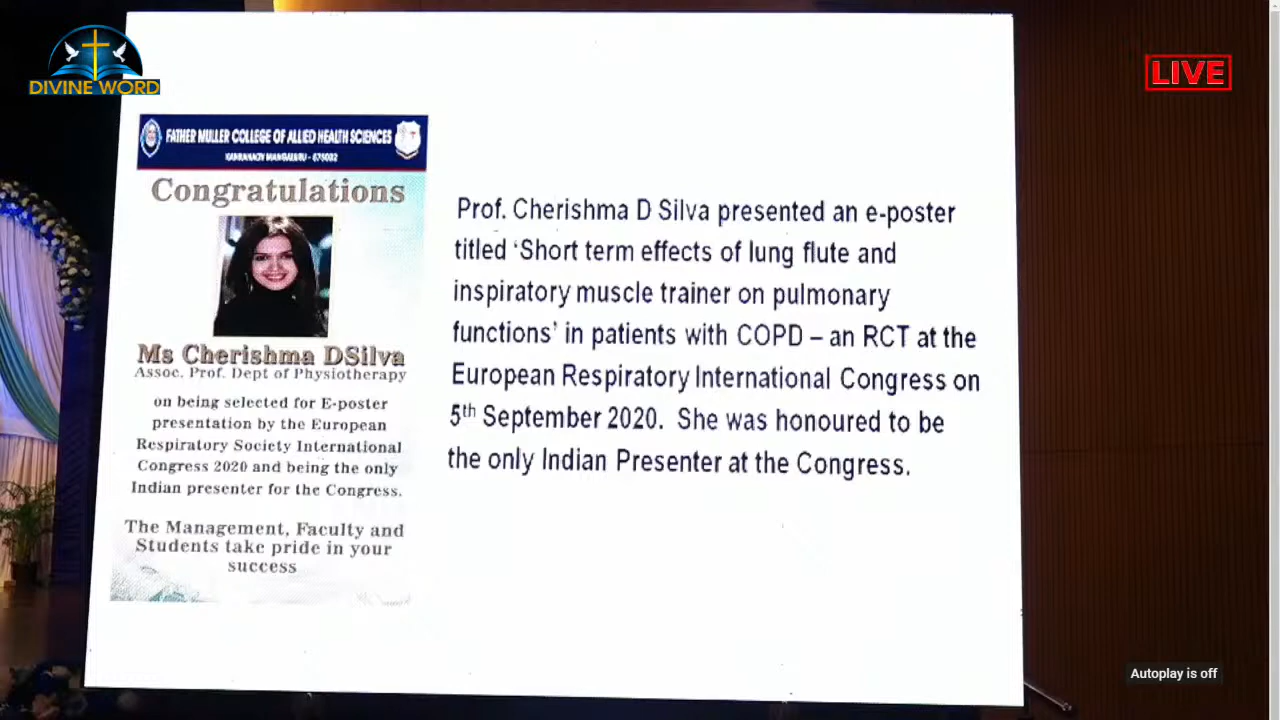 DIVINE WORD
LIVE
FATHER MULLER COLLEGE OF ALLIED HEALTH SCIENCES
KANKANADY MANGALURU - 575002
Congratulations
Ms Cherishma DSilva
Assoc. Prof. Dept of Physiotherapy
on being selected for E-poster
presentation by the European
Respiratory Society International
Congress 2020 and being the only
Indian presenter for the Congress.
The Management, Faculty and
Students take pride in your
success
Prof. Cherishma D Silva presented an e-poster
titled ‘Short term effects of lung flute and
inspiratory muscle trainer on pulmonary
functions’ in patients with COPD – an RCT at the
European Respiratory International Congress on
5th September 2020. She was honoured to be
the only Indian Presenter at the Congress.
Autoplay is off